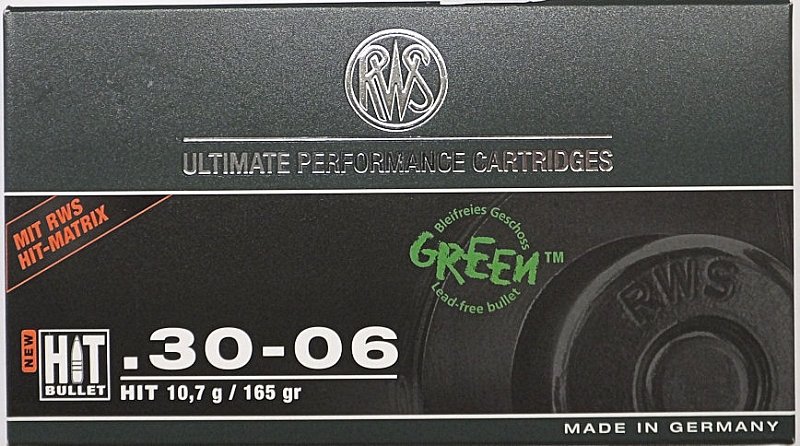 RWS
ULTIMATE PERFORMANCE CARTRIDGES
MIT RWS
HIT-MATRIX
Bleifreies Geschoss
GREEN™
Lead-free bullet
RWS
NEW
HIT
BULLET
.30-06
HIT 10,7 g / 165 gr
MADE IN GERMANY